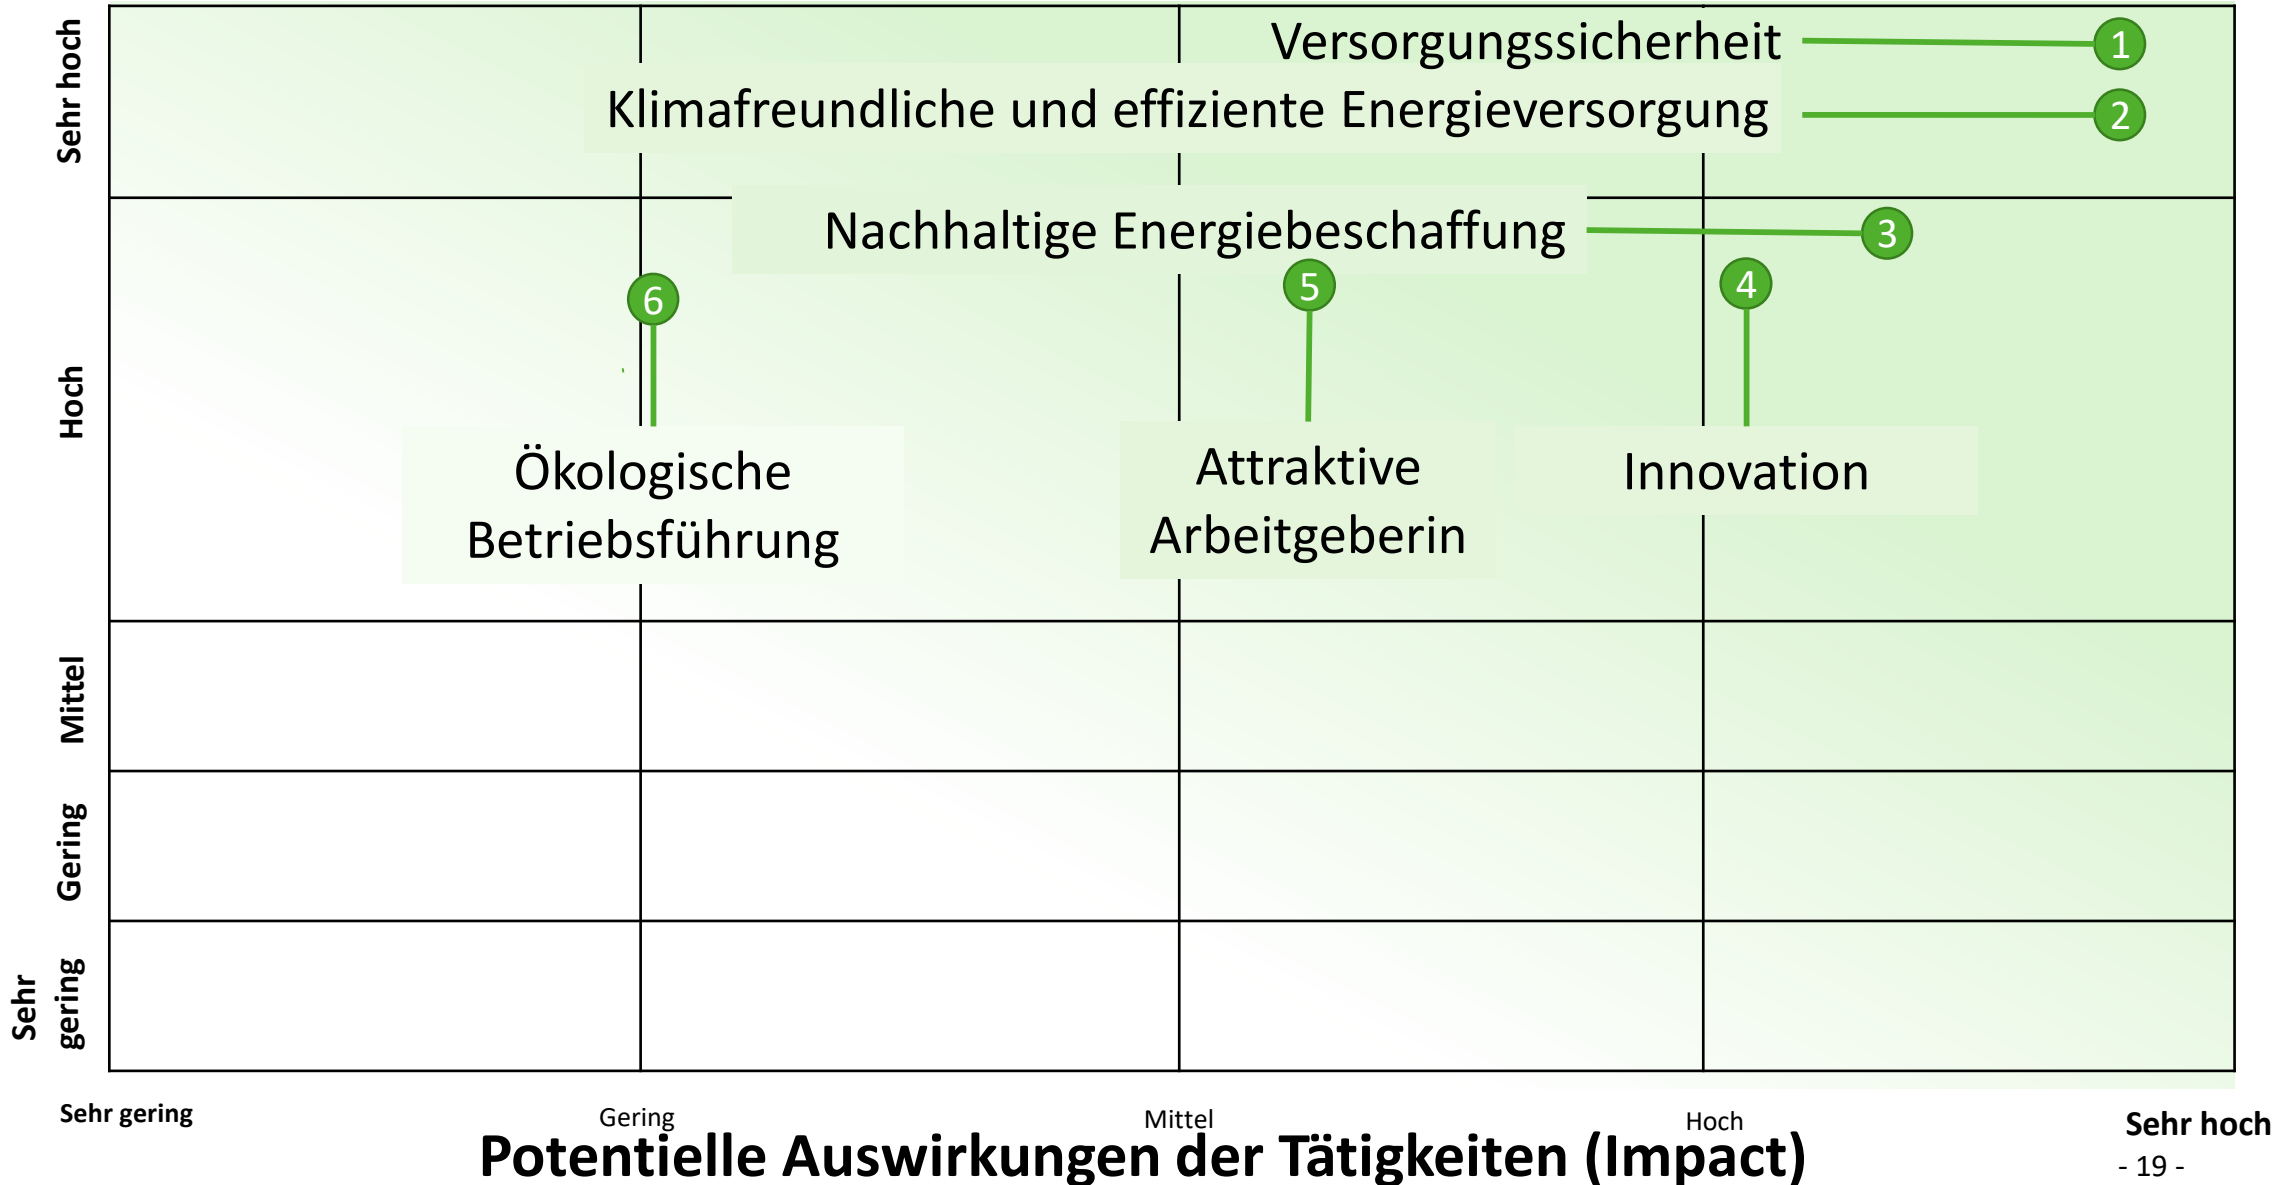 Sehr hoch
Versorgungssicherheit
1
Klimafreundliche und effiziente Energieversorgung
2
Hoch
Nachhaltige Energiebeschaffung
3
6
5
4
Ökologische
Betriebsführung
Attraktive
Arbeitgeberin
Innovation
Mittel
Gering
Sehr
gering
Sehr gering
Gering
Mittel
Hoch
Sehr hoch
Potentielle Auswirkungen der Tätigkeiten (Impact)
- 19 -